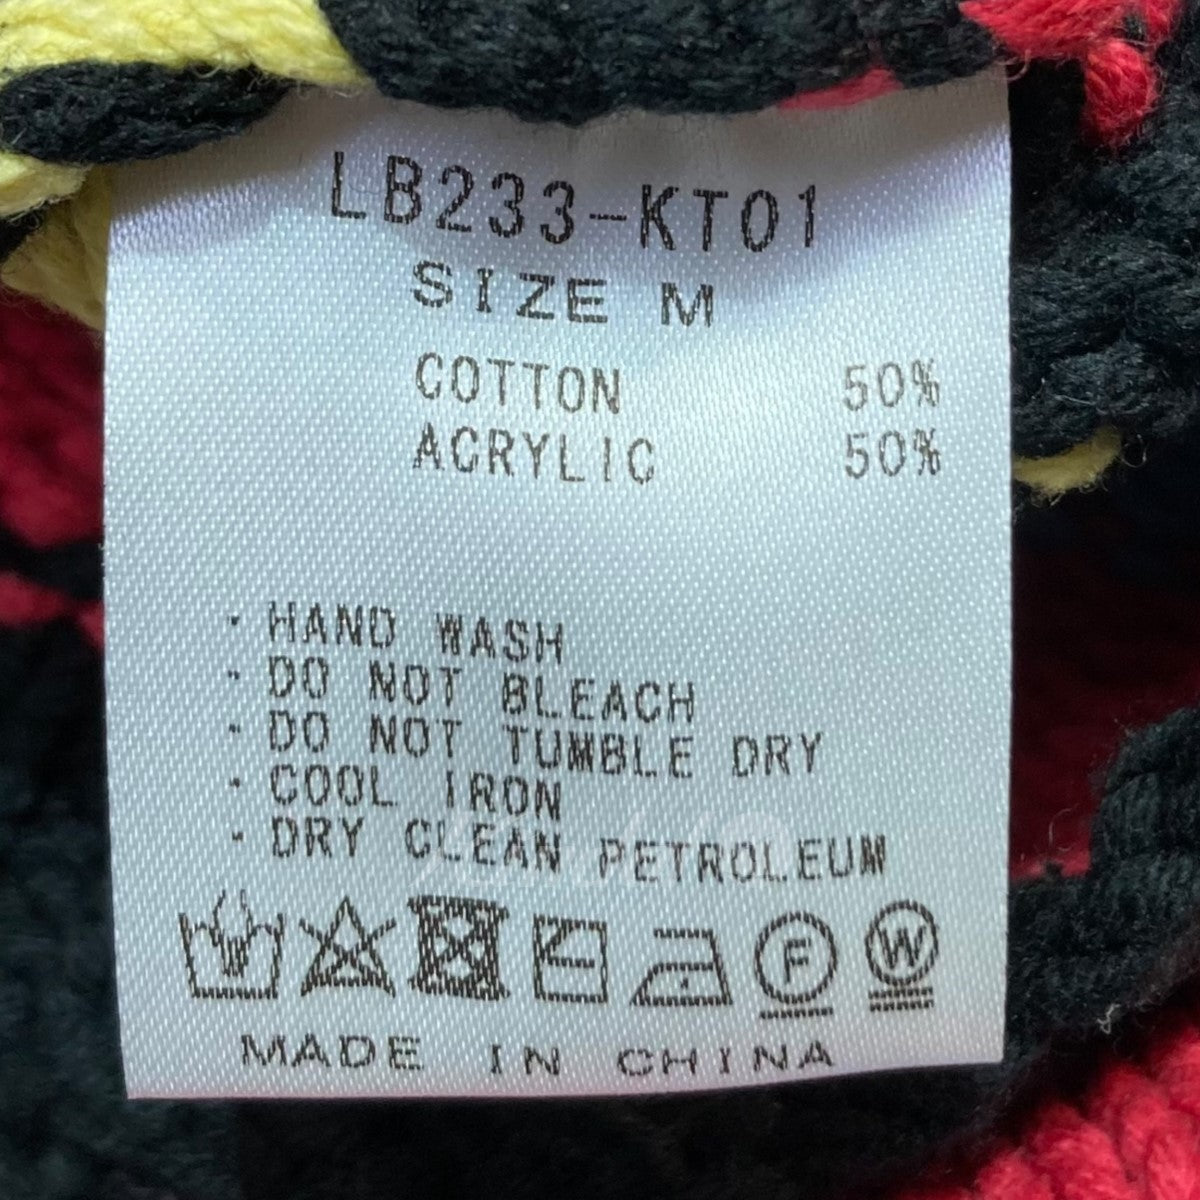 LB233-KT01
SIZE M
COTTON 50%
ACRYLIC 50%
· HAND WASH
· DO NOT BLEACH
· DO NOT TUMBLE DRY
· COOL IRON
· DRY CLEAN PETROLEUM
F W
MADE IN CHINA